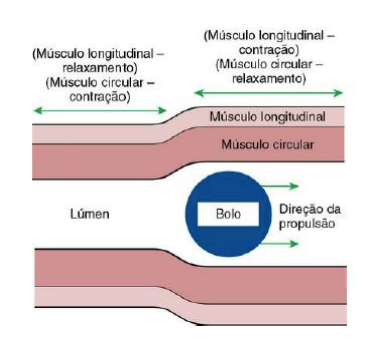 (Músculo longitudinal –
relaxamento)
(Músculo circular –
contração)
(Músculo longitudinal –
contração)
(Músculo circular –
relaxamento)
Músculo longitudinal
Músculo circular
Lúmen
Bolo
Direção da
propulsão